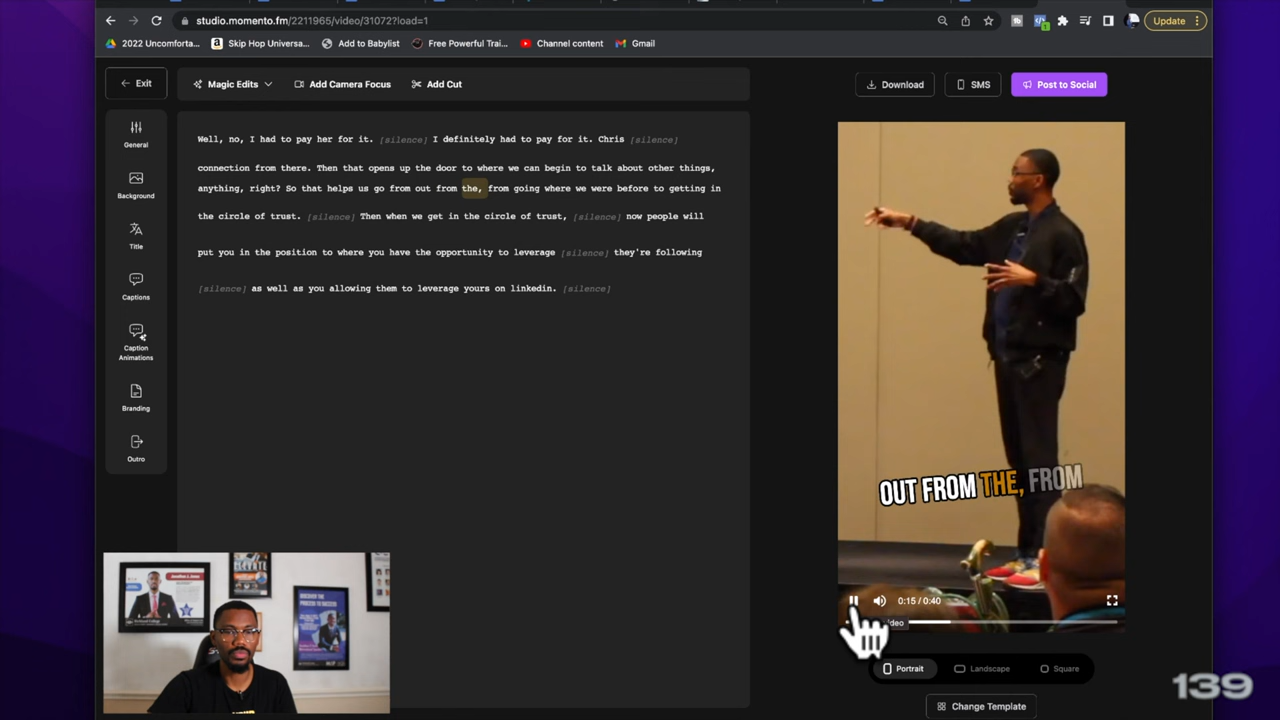 studio.momento.fm/2211965/video/31072?load=1
Update
2022 Uncomforta...
Skip Hop Universa...
Add to Babylist
Free Powerful Trai...
Channel content
Gmail
Exit
Magic Edits
Add Camera Focus
Add Cut
Download
SMS
Post to Social
General
Background
Title
Captions
Caption
Animations
Branding
Outro
Well, no, I had to pay her for it. [silence] I definitely had to pay for it. Chris [silence]
connection from there. Then that opens up the door to where we can begin to talk about other things,
anything, right? So that helps us go from out from the, from going where we were before to getting in
the circle of trust. [silence] Then when we get in the circle of trust, [silence] now people will
put you in the position to where you have the opportunity to leverage [silence] they're following
[silence] as well as you allowing them to leverage yours on linkedin. [silence]
OUT FROM THE, FROM
0:15 / 0:40
Portrait
Landscape
Square
Change Template
139